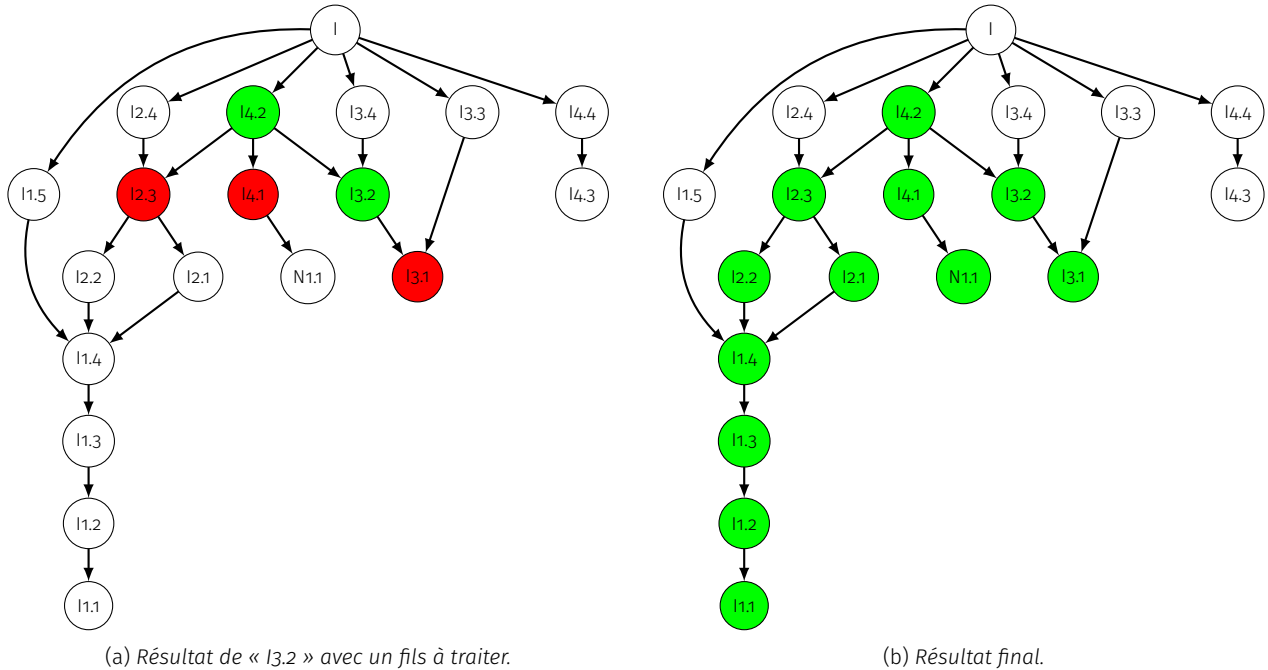 I
I2.4
I4.2
I3.4
I3.3
I4.4
I1.5
I2.3
I4.1
I3.2
I4.3
I2.2
I2.1
N1.1
I3.1
I1.4
I1.3
I1.2
I1.1
(a) Résultat de « I3.2 » avec un fils à traiter.
I
I2.4
I4.2
I3.4
I3.3
I4.4
I1.5
I2.3
I4.1
I3.2
I4.3
I2.2
I2.1
N1.1
I3.1
I1.4
I1.3
I1.2
I1.1
(b) Résultat final.